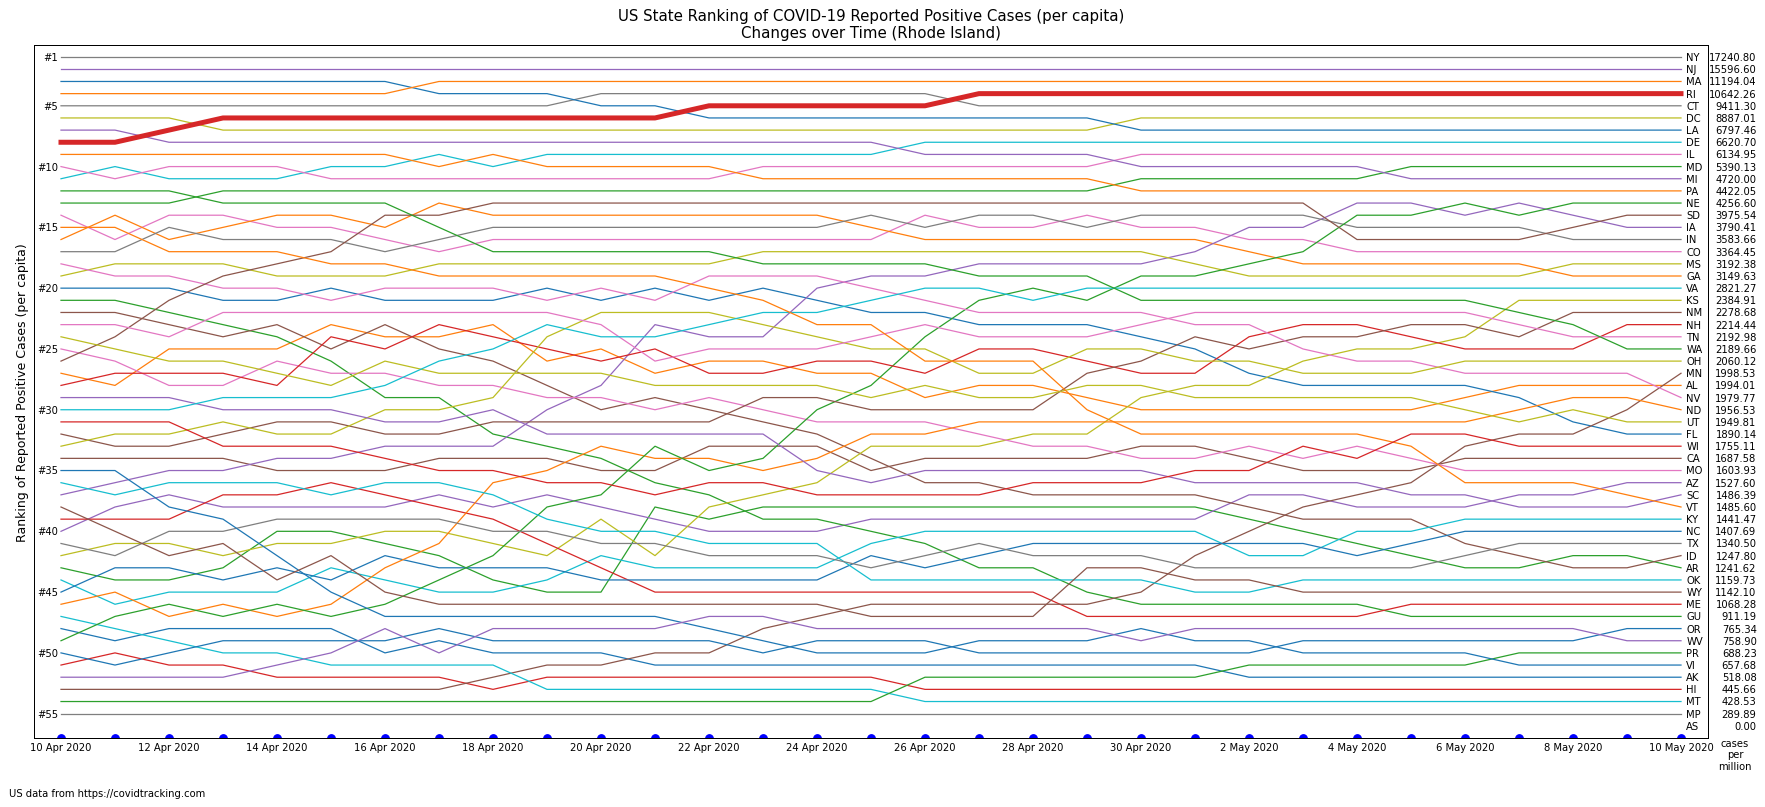 US State Ranking of COVID-19 Reported Positive Cases (per capita)
Changes over Time (Rhode Island)
Ranking of Reported Positive Cases (per capita)
#1
#5
#10
#15
#20
#25
#30
#35
#40
#45
#50
#55
NY 17240.80
NJ 15596.60
MA 11194.04
RI 10642.26
CT 9411.30
DC 8887.01
LA 6797.46
DE 6620.70
IL 6134.95
MD 5390.13
MI 4720.00
PA 4422.05
NE 4256.60
SD 3975.54
IA 3790.41
IN 3583.66
CO 3364.45
MS 3192.38
GA 3149.63
VA 2821.27
KS 2384.91
NM 2278.68
NH 2214.44
TN 2192.98
WA 2189.66
OH 2060.12
MN 1998.53
AL 1994.01
NV 1979.77
ND 1956.53
UT 1949.81
FL 1890.14
WI 1755.11
CA 1687.58
MO 1603.93
AZ 1527.60
SC 1486.39
VT 1485.60
KY 1441.47
NC 1407.69
TX 1340.50
ID 1247.80
AR 1241.62
OK 1159.73
WY 1142.10
ME 1068.28
GU 911.19
OR 765.34
WV 758.90
PR 688.23
VI 657.68
AK 518.08
HI 445.66
MT 428.53
MP 289.89
AS 0.00
10 Apr 2020 12 Apr 2020 14 Apr 2020 16 Apr 2020 18 Apr 2020 20 Apr 2020 22 Apr 2020 24 Apr 2020 26 Apr 2020 28 Apr 2020 30 Apr 2020 2 May 2020 4 May 2020 6 May 2020 8 May 2020 10 May 2020
cases
per
million
US data from https://covidtracking.com